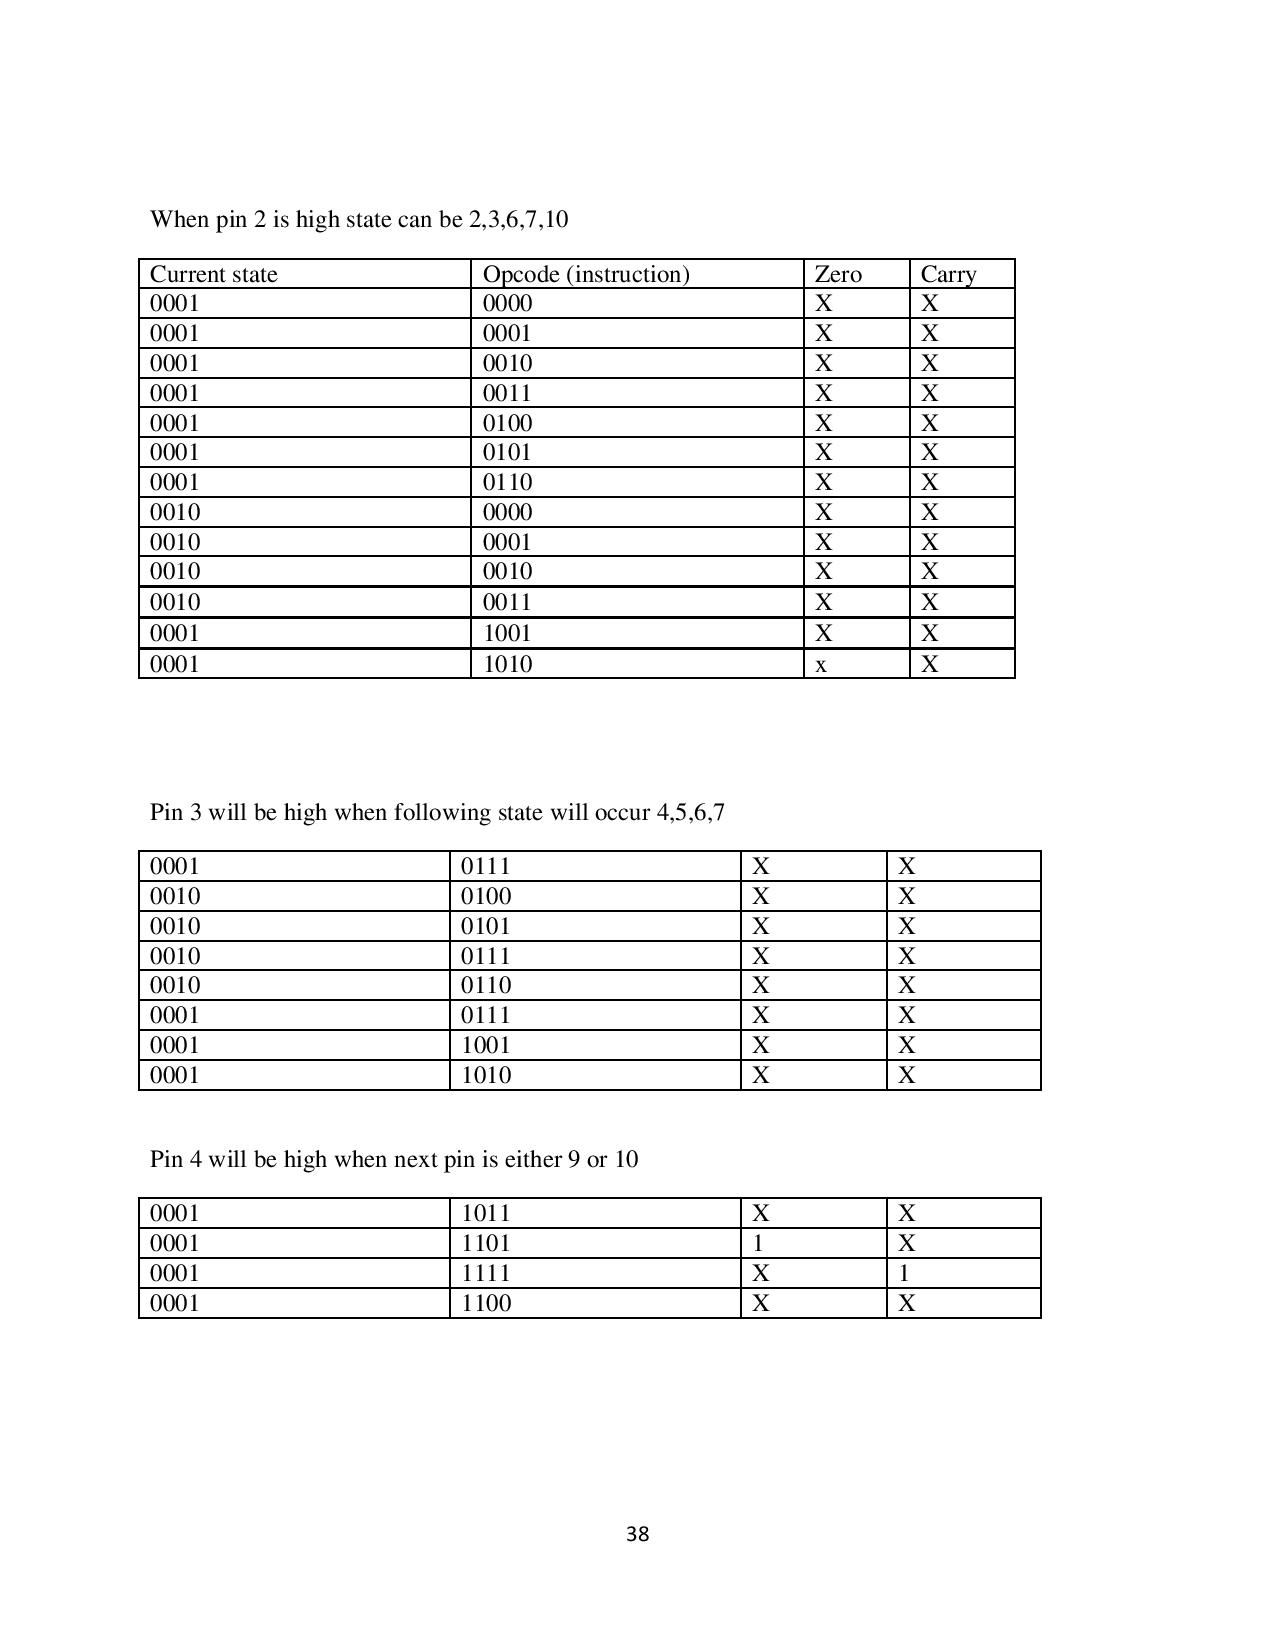 When pin 2 is high state can be 2,3,6,7,10
Current state Opcode (instruction) Zero Carry
0001 0000 X X
0001 0001 X X
0001 0010 X X
0001 0011 X X
0001 0100 X X
0001 0101 X X
0001 0110 X X
0010 0000 X X
0010 0001 X X
0010 0010 X X
0010 0011 X X
0001 1001 X X
0001 1010 x X
Pin 3 will be high when following state will occur 4,5,6,7
0001 0111 X X
0010 0100 X X
0010 0101 X X
0010 0111 X X
0010 0110 X X
0001 0111 X X
0001 1001 X X
0001 1010 X X
Pin 4 will be high when next pin is either 9 or 10
0001 1011 X X
0001 1101 1 X
0001 1111 X 1
0001 1100 X X
38